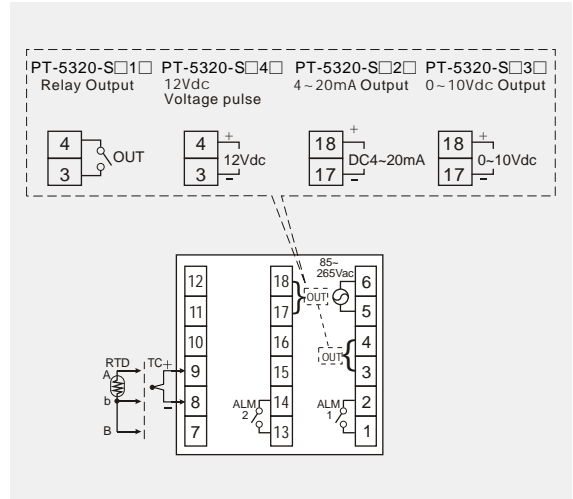 PT-5320-S□1□ PT-5320-S□4□ PT-5320-S□2□ PT-5320-S□3□
Relay Output 12Vdc 4~20mA Output 0~10Vdc Output
Voltage pulse
4 OUT 3
4 + 12Vdc 3 -
18 + DC4~20mA 17 -
18 + 0~10Vdc 17 -
85~
265Vac
12 18 OUT 6
11 17 5
10 16 4
RTD TC+ OUT
A 9 15 3
b - 8 ALM 2 14 ALM 1 2
B 7 13 1